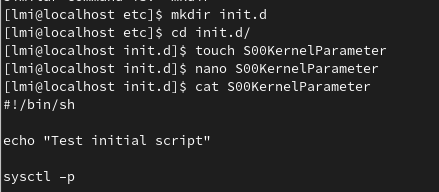 [lmi@localhost etc]$ mkdir init.d
[lmi@localhost etc]$ cd init.d/
[lmi@localhost init.d]$ touch S00KernelParameter
[lmi@localhost init.d]$ nano S00KernelParameter
[lmi@localhost init.d]$ cat S00KernelParameter
#!/bin/sh
echo "Test initial script"
sysctl -p